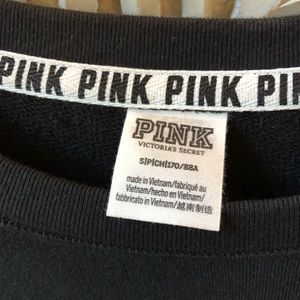 PINK PINK PINK PINK PIN
PINK
VICTORIA'S SECRET
S|P|CH|170/88A
made in Vietnam/fabriqué au
Vietnam/hecho en Vietnam/
fabbricato in Vietnam/越南制造